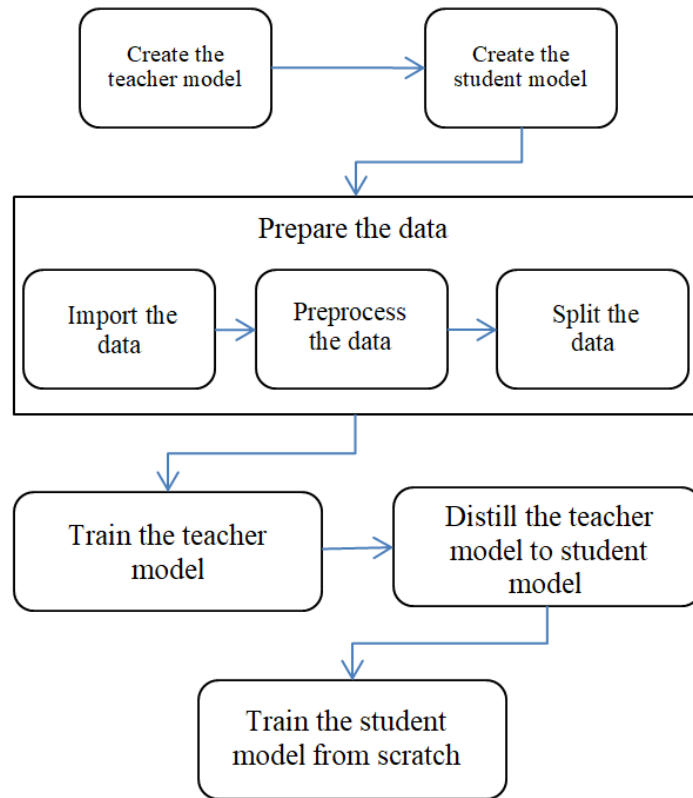 Create the
teacher model
Create the
student model
Prepare the data
Import the
data
Preprocess
the data
Split the
data
Train the teacher
model
Distill the teacher
model to student
model
Train the student
model from scratch